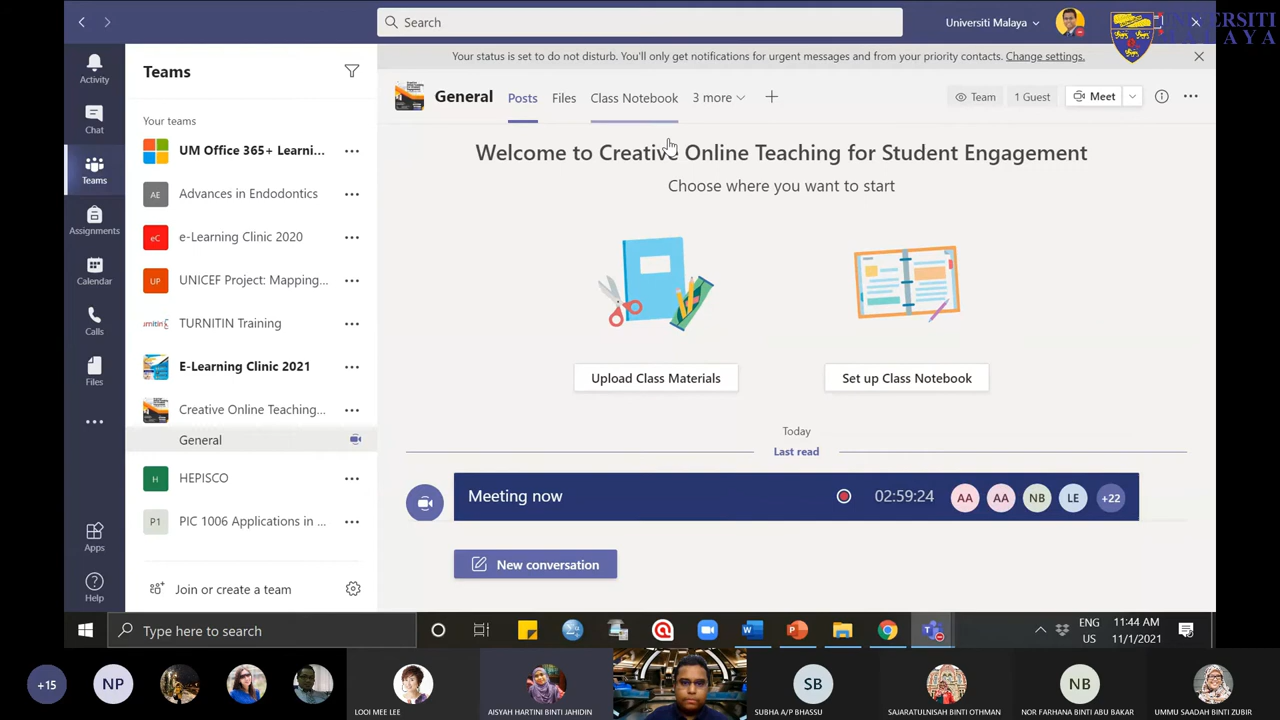 Search
Universiti Malaya
UNIVERSITI
MALAYA
Your status is set to do not disturb. You'll only get notifications for urgent messages and from your priority contacts. Change settings.
Activity
Chat
Teams
Assignments
Calendar
Calls
Files
Apps
Help
Teams
Your teams
UM Office 365+ Learni...
AE Advances in Endodontics
eC e-Learning Clinic 2020
UP UNICEF Project: Mapping...
TURNITIN Training
E-Learning Clinic 2021
Creative Online Teaching...
General
H HEPISCO
P1 PIC 1006 Applications in ...
Join or create a team
General Posts Files Class Notebook 3 more
Team 1 Guest Meet
Welcome to Creative Online Teaching for Student Engagement
Choose where you want to start
Upload Class Materials
Set up Class Notebook
Today
Last read
Meeting now 02:59:24 AA AA NB LE +22
New conversation
Type here to search
ENG 11:44 AM
US 11/1/2021
+15 NP SB NB
LOOI MEE LEE
AISYAH HARTINI BINTI JAHIDIN
SUBHA A/P BHASSU
SAJARATULNISAH BINTI OTHMAN
NOR FARHANA BINTI ABU BAKAR
UMMU SAADAH BINTI ZUBIR